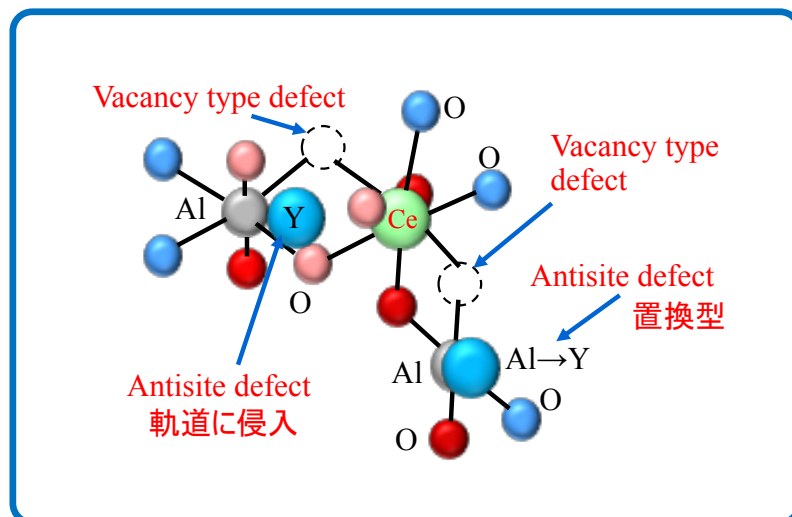 Vacancy type defect
O
Vacancy type
defect
O
Al
Y
Ce
O
Antisite defect
置換型
Al
Al→Y
Antisite defect
軌道に侵入
O
O